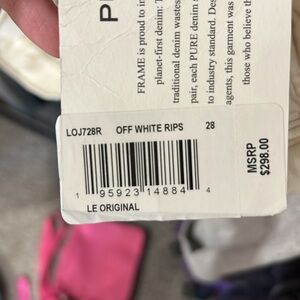 P
FRAME is proud to in
planet-first denim: T
traditional denim wastes
pair, each PURE denim
to industry standard. Des
agents, this garment was
those who believe th
LOJ728R OFF WHITE RIPS 28
1 95923 14884 4
LE ORIGINAL
MSRP
$298.00